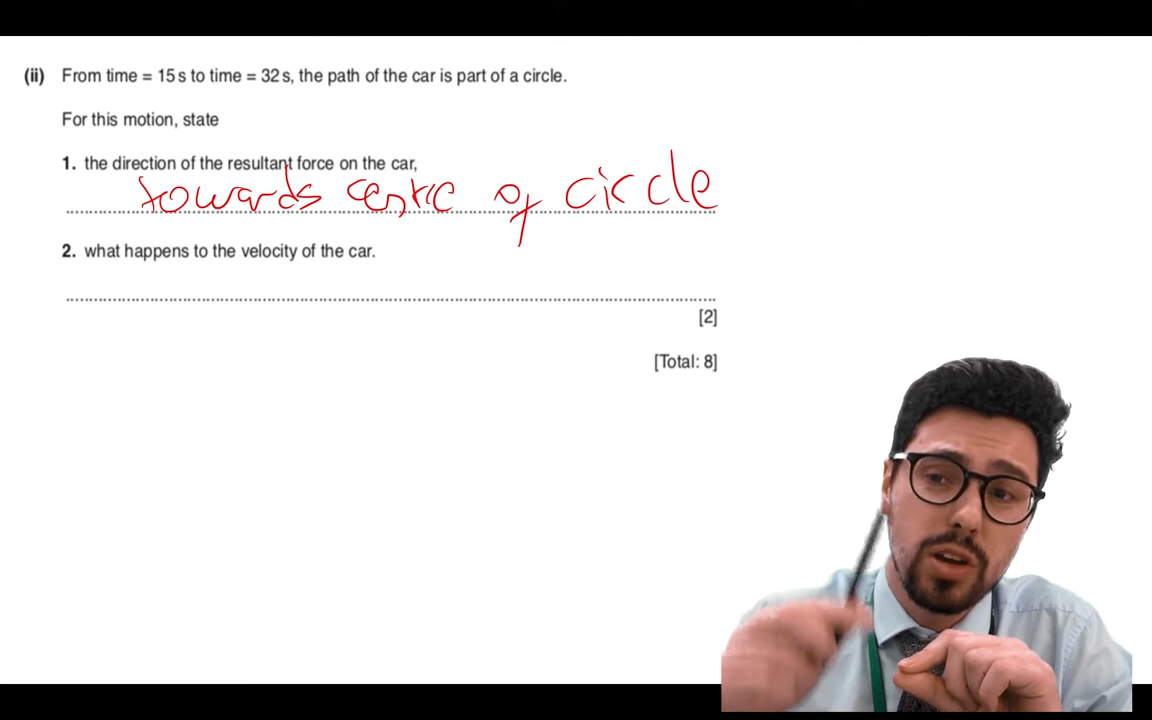 (ii) From time = 15 s to time = 32 s, the path of the car is part of a circle.
For this motion, state
1. the direction of the resultant force on the car,
towards centre of circle
2. what happens to the velocity of the car.
[2]
[Total: 8]